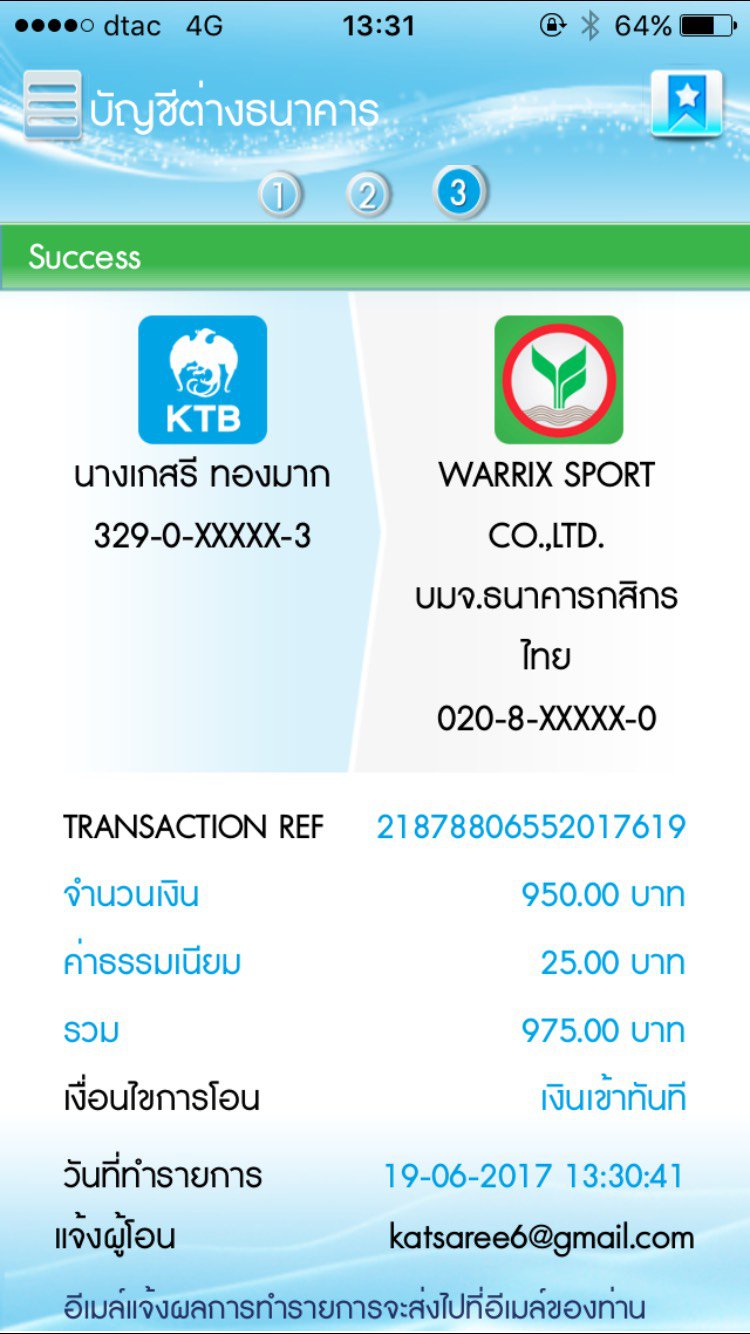 dtac 4G 13:31 64%
บัญชีต่างธนาคาร
1 2 3
Success
KTB
นางเกสรี ทองมาก
329-0-XXXXX-3
WARRIX SPORT
CO.,LTD.
บมจ.ธนาคารกสิกร
ไทย
020-8-XXXXX-0
TRANSACTION REF 21878806552017619
จำนวนเงิน 950.00 บาท
ค่าธรรมเนียม 25.00 บาท
รวม 975.00 บาท
เงื่อนไขการโอน เงินเข้าทันที
วันที่ทำรายการ 19-06-2017 13:30:41
แจ้งผู้โอน katsaree6@gmail.com
อีเมล์แจ้งผลการทำรายการจะส่งไปที่อีเมล์ของท่าน